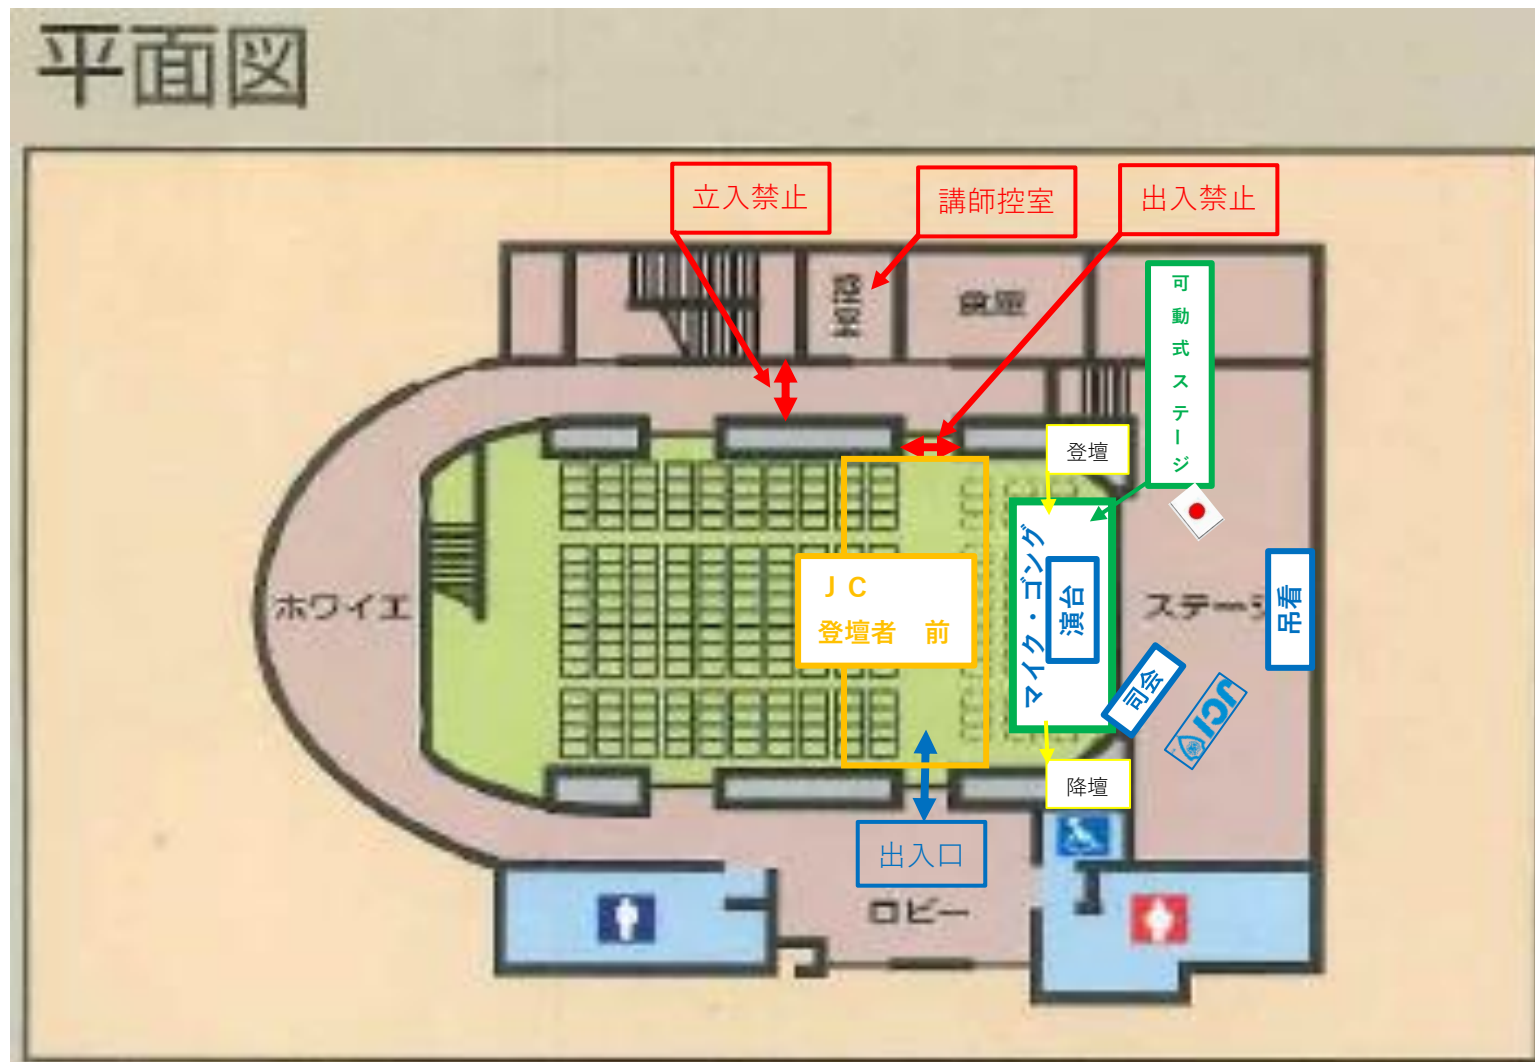 平面図
立入禁止
講師控室
出入禁止
可動式ステージ
登壇
ホワイエ
ＪＣ
登壇者　前
マイク・ゴング
演台
ステージ
吊看
司会
JCI
降壇
出入口
ロビー